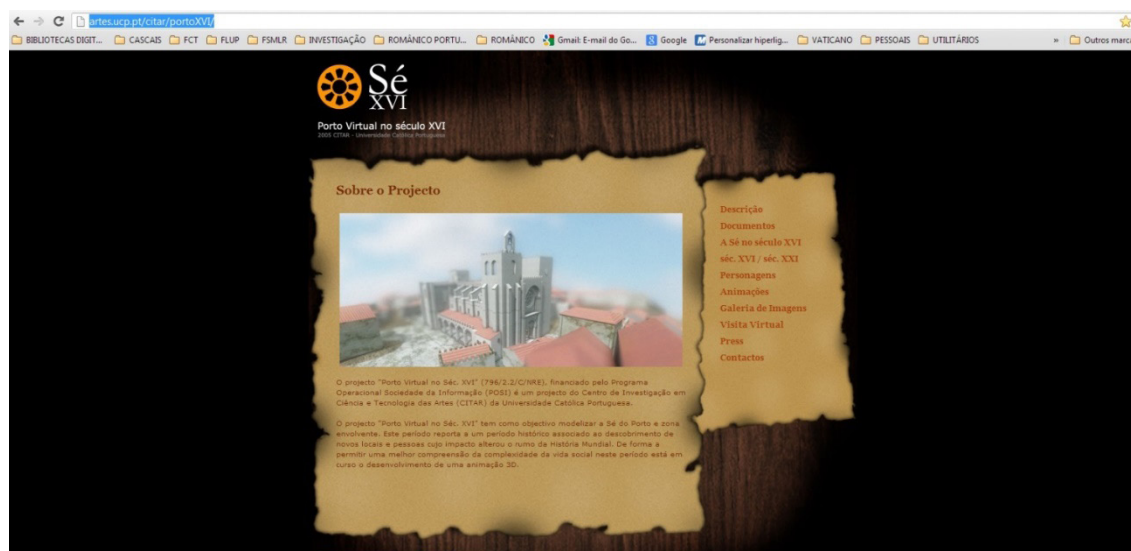 artes.ucp.pt/citar/portoXVI/
BIBLIOTECAS DIGIT... CASCAIS FCT FLUP FSMLR INVESTIGAÇÃO ROMÂNICO PORTU... ROMÂNICO Gmail: E-mail do Go... Google Personalizar hiperlig... VATICANO PESSOAIS UTILITÁRIOS » Outros marc
Sé
XVI
Porto Virtual no século XVI
2005 CITAR - Universidade Católica Portuguesa
Sobre o Projecto
O projecto "Porto Virtual no Séc. XVI" (796/2.2/C/NRE), financiado pelo Programa
Operacional Sociedade da Informação (POSI) é um projecto do Centro de Investigação em
Ciência e Tecnologia das Artes (CITAR) da Universidade Católica Portuguesa.
O projecto "Porto Virtual no Séc. XVI" tem como objectivo modelizar a Sé do Porto e zona
envolvente. Este período reporta a um período histórico associado ao descobrimento de
novos locais e pessoas cujo impacto alterou o rumo da História Mundial. De forma a
permitir uma melhor compreensão da complexidade da vida social neste período está em
curso o desenvolvimento de uma animação 3D.
Descrição
Documentos
A Sé no século XVI
séc. XVI / séc. XXI
Personagens
Animações
Galeria de Imagens
Visita Virtual
Press
Contactos